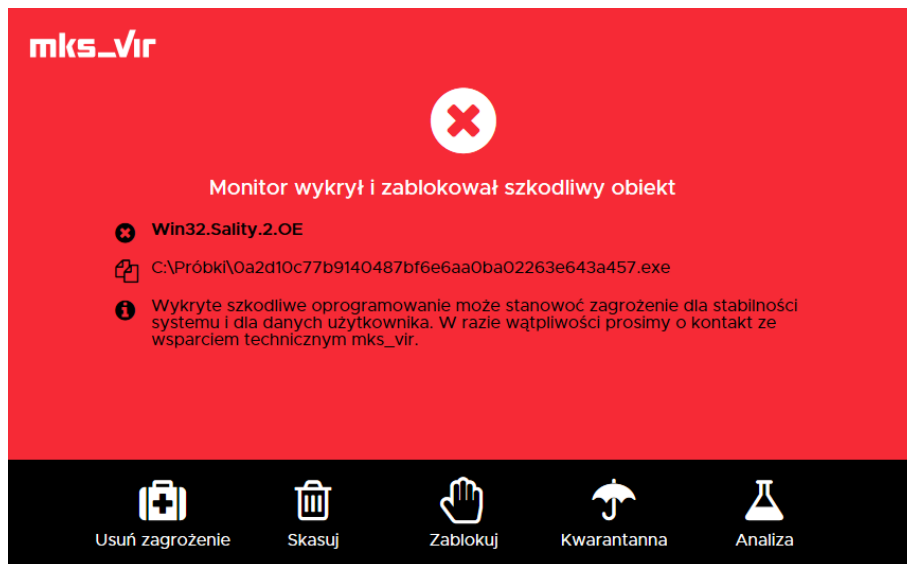 mks_vir
Monitor wykrył i zablokował szkodliwy obiekt
Win32.Sality.2.OE
C:\Próbki\0a2d10c77b9140487bf6e6aa0ba02263e643a457.exe
Wykryte szkodliwe oprogramowanie może stanowoć zagrożenie dla stabilności
systemu i dla danych użytkownika. W razie wątpliwości prosimy o kontakt ze
wsparciem technicznym mks_vir.
Usuń zagrożenie
Skasuj
Zablokuj
Kwarantanna
Analiza